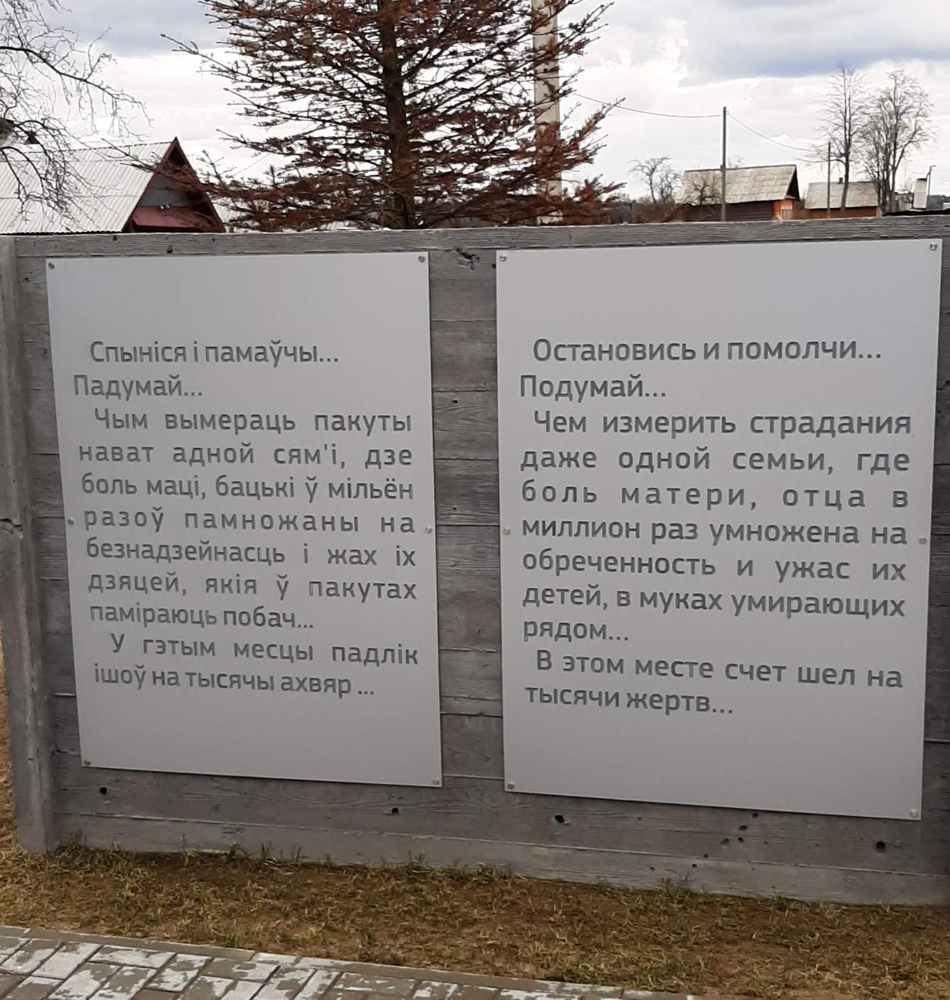 Спыніся і памаўчы...
Падумай...
Чым вымераць пакуты
нават адной сям'і, дзе
боль маці, бацькі ў мільён
разоў памножаны на
безнадзейнасць і жах іх
дзяцей, якія ў пакутах
паміраюць побач...
У гэтым месцы падлік
ішоў на тысячы ахвяр ...
Остановись и помолчи...
Подумай...
Чем измерить страдания
даже одной семьи, где
боль матери, отца в
миллион раз умножена на
обреченность и ужас их
детей, в муках умирающих
рядом...
В этом месте счет шел на
тысячи жертв...